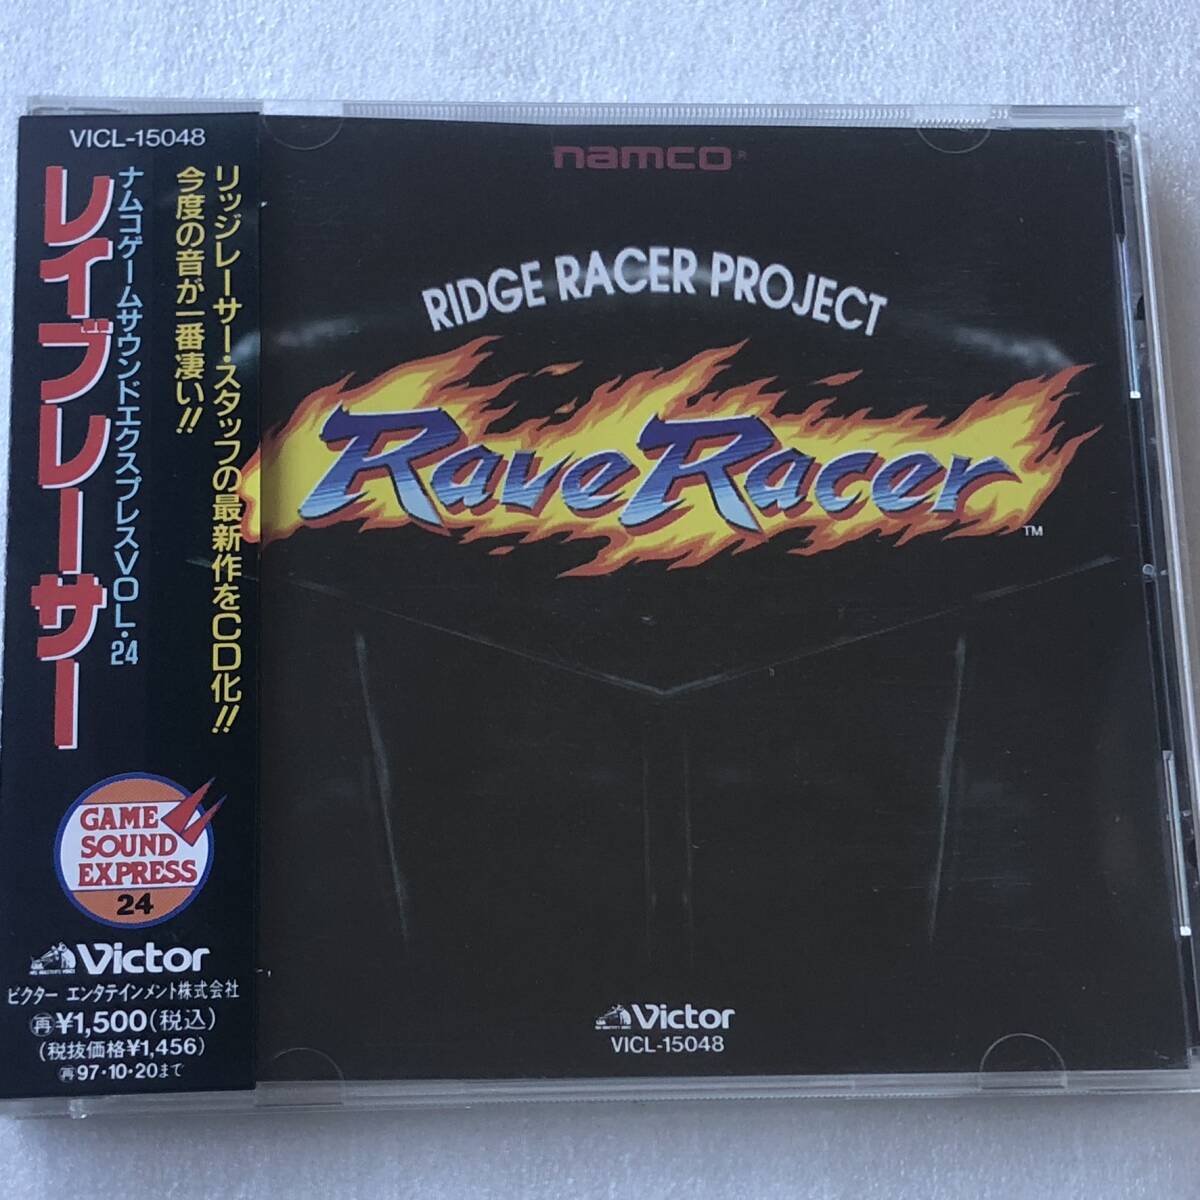 VICL-15048
リッジレーサー・スタッフの最新作をCD化!!
今度の音が一番凄い!!
ナムコゲームサウンドエクスプレスVOL.24
レイブレーサー
GAME
SOUND
EXPRESS
24
Victor
ビクター エンタテインメント株式会社
再¥1,500(税込)
(税抜価格¥1,456)
再97・10・20まで
namco®
RIDGE RACER PROJECT
Rave Racer™
Victor
VICL-15048